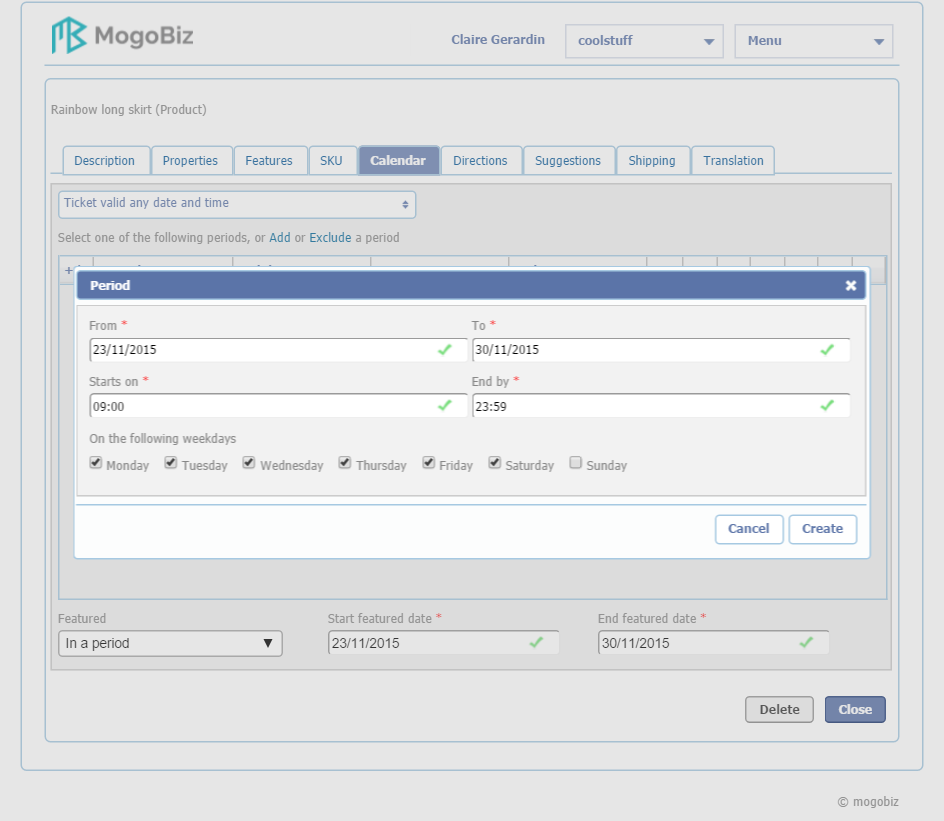 MogoBiz
Claire Gerardin coolstuff Menu
Rainbow long skirt (Product)
Description Properties Features SKU Calendar Directions Suggestions Shipping Translation
Ticket valid any date and time
Select one of the following periods, or Add or Exclude a period
Period
From * To *
23/11/2015 30/11/2015
Starts on * End by *
09:00 23:59
On the following weekdays
Monday Tuesday Wednesday Thursday Friday Saturday Sunday
Cancel Create
Featured Start featured date * End featured date *
In a period 23/11/2015 30/11/2015
Delete Close
© mogobiz